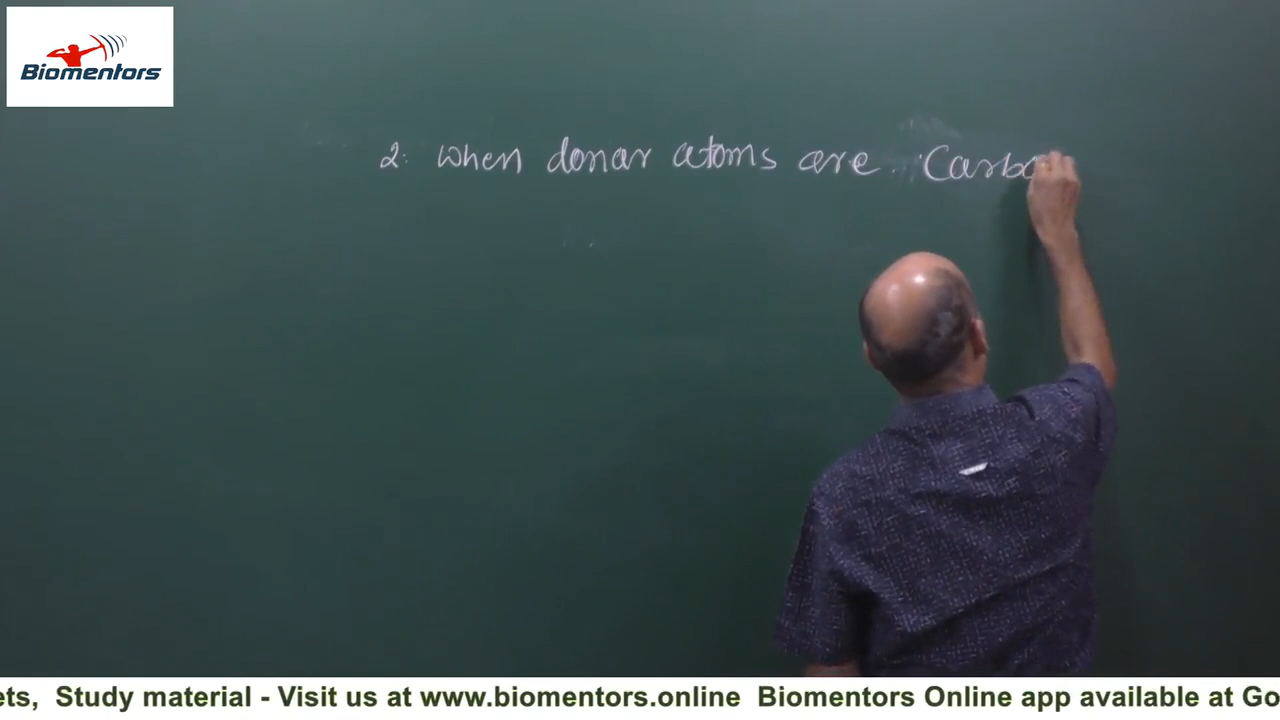 Biomentors
2. When donar atoms are Carbo
ets, Study material - Visit us at www.biomentors.online Biomentors Online app available at Go